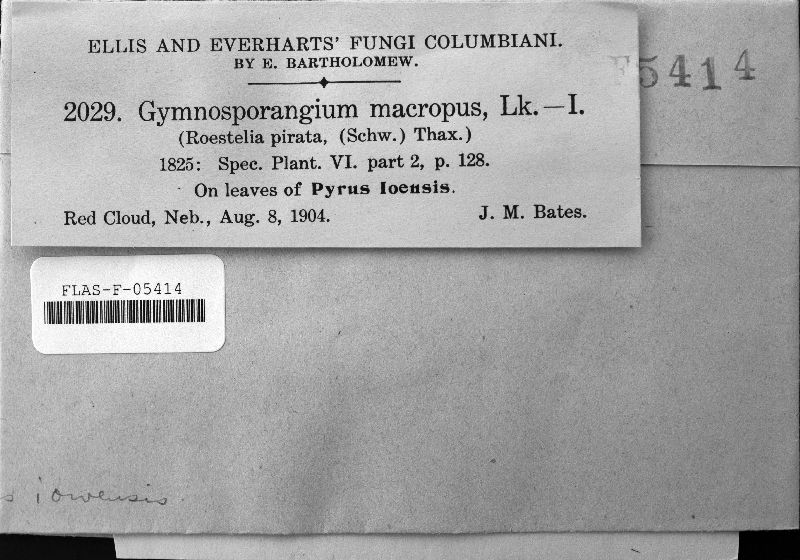 ELLIS AND EVERHARTS' FUNGI COLUMBIANI.
BY E. BARTHOLOMEW.
F5414
2029. Gymnosporangium macropus, Lk.—I.
(Roestelia pirata, (Schw.) Thax.)
1825: Spec. Plant. VI. part 2, p. 128.
On leaves of Pyrus Ioensis.
Red Cloud, Neb., Aug. 8, 1904. J. M. Bates.
FLAS-F-05414
s iowensis